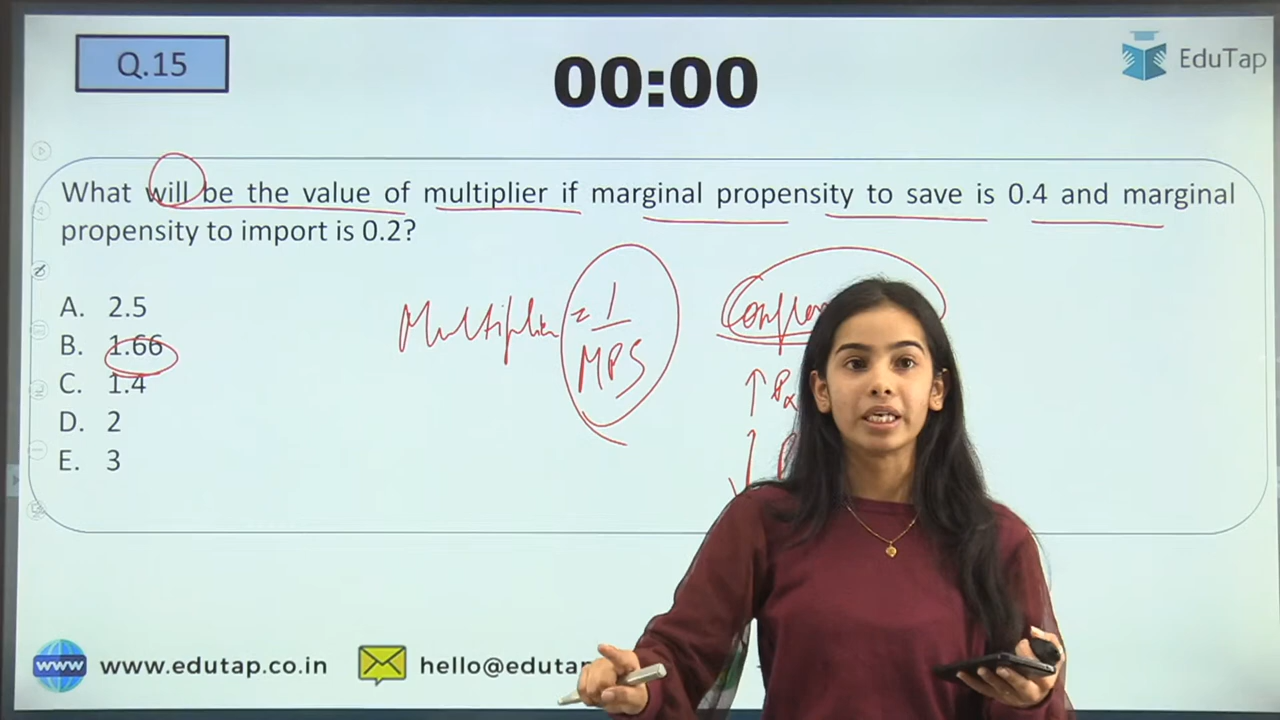 Q.15
00:00
EduTap
What will be the value of multiplier if marginal propensity to save is 0.4 and marginal
propensity to import is 0.2?
A. 2.5
B. 1.66
C. 1.4
D. 2
E. 3
Multiplier = 1
MPS
www www.edutap.co.in
hello@edutap